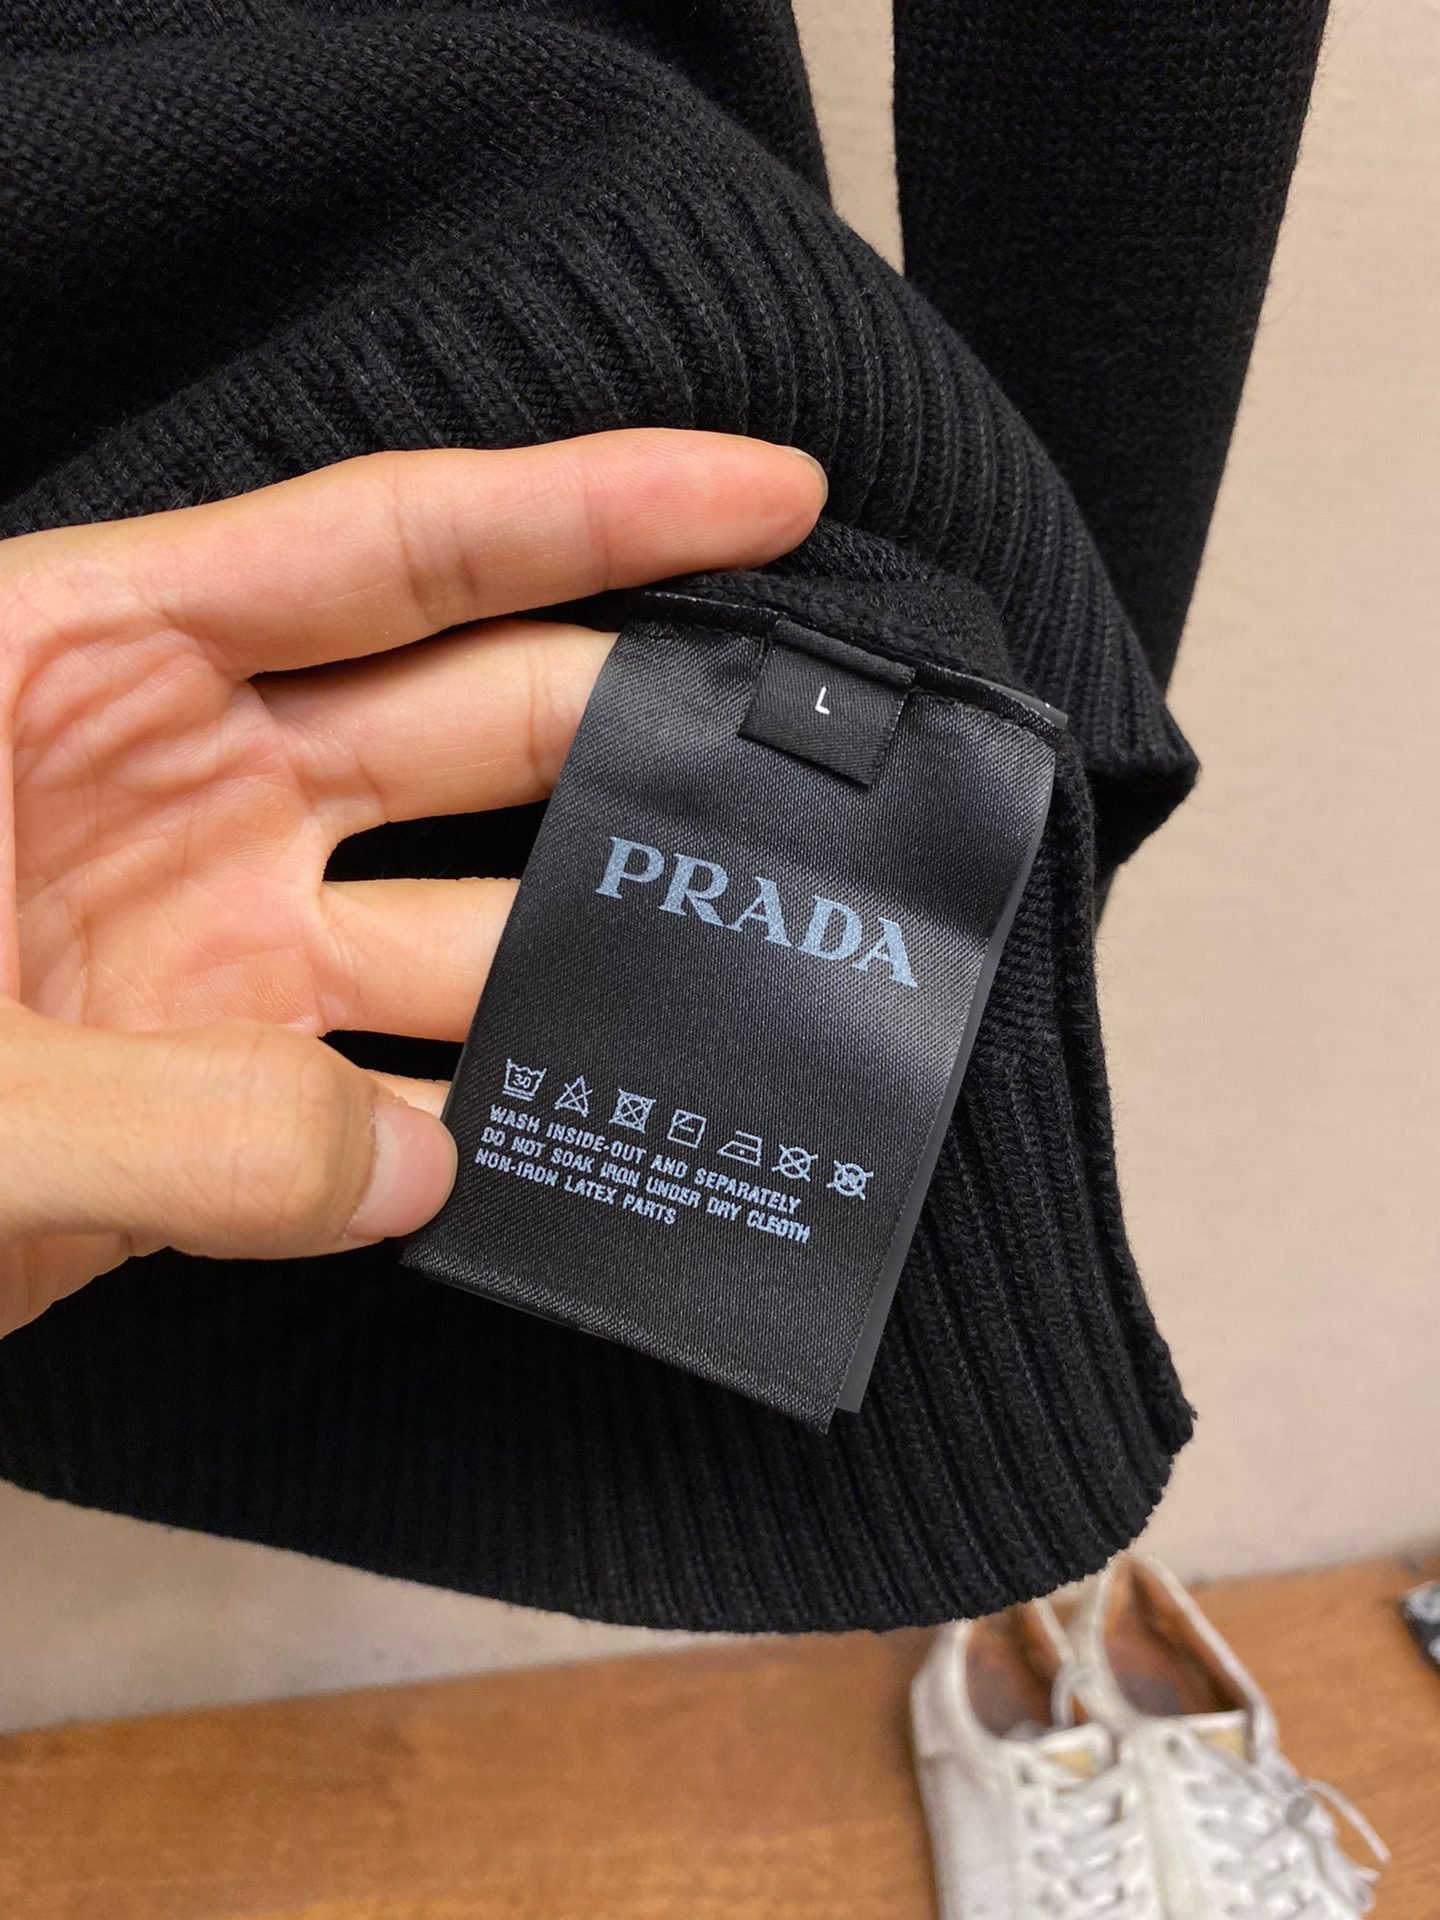 L
PRADA
30
WASH INSIDE-OUT AND SEPARATELY
DO NOT SOAK IRON UNDER DRY CLEOTH
NON-IRON LATEX PARTS